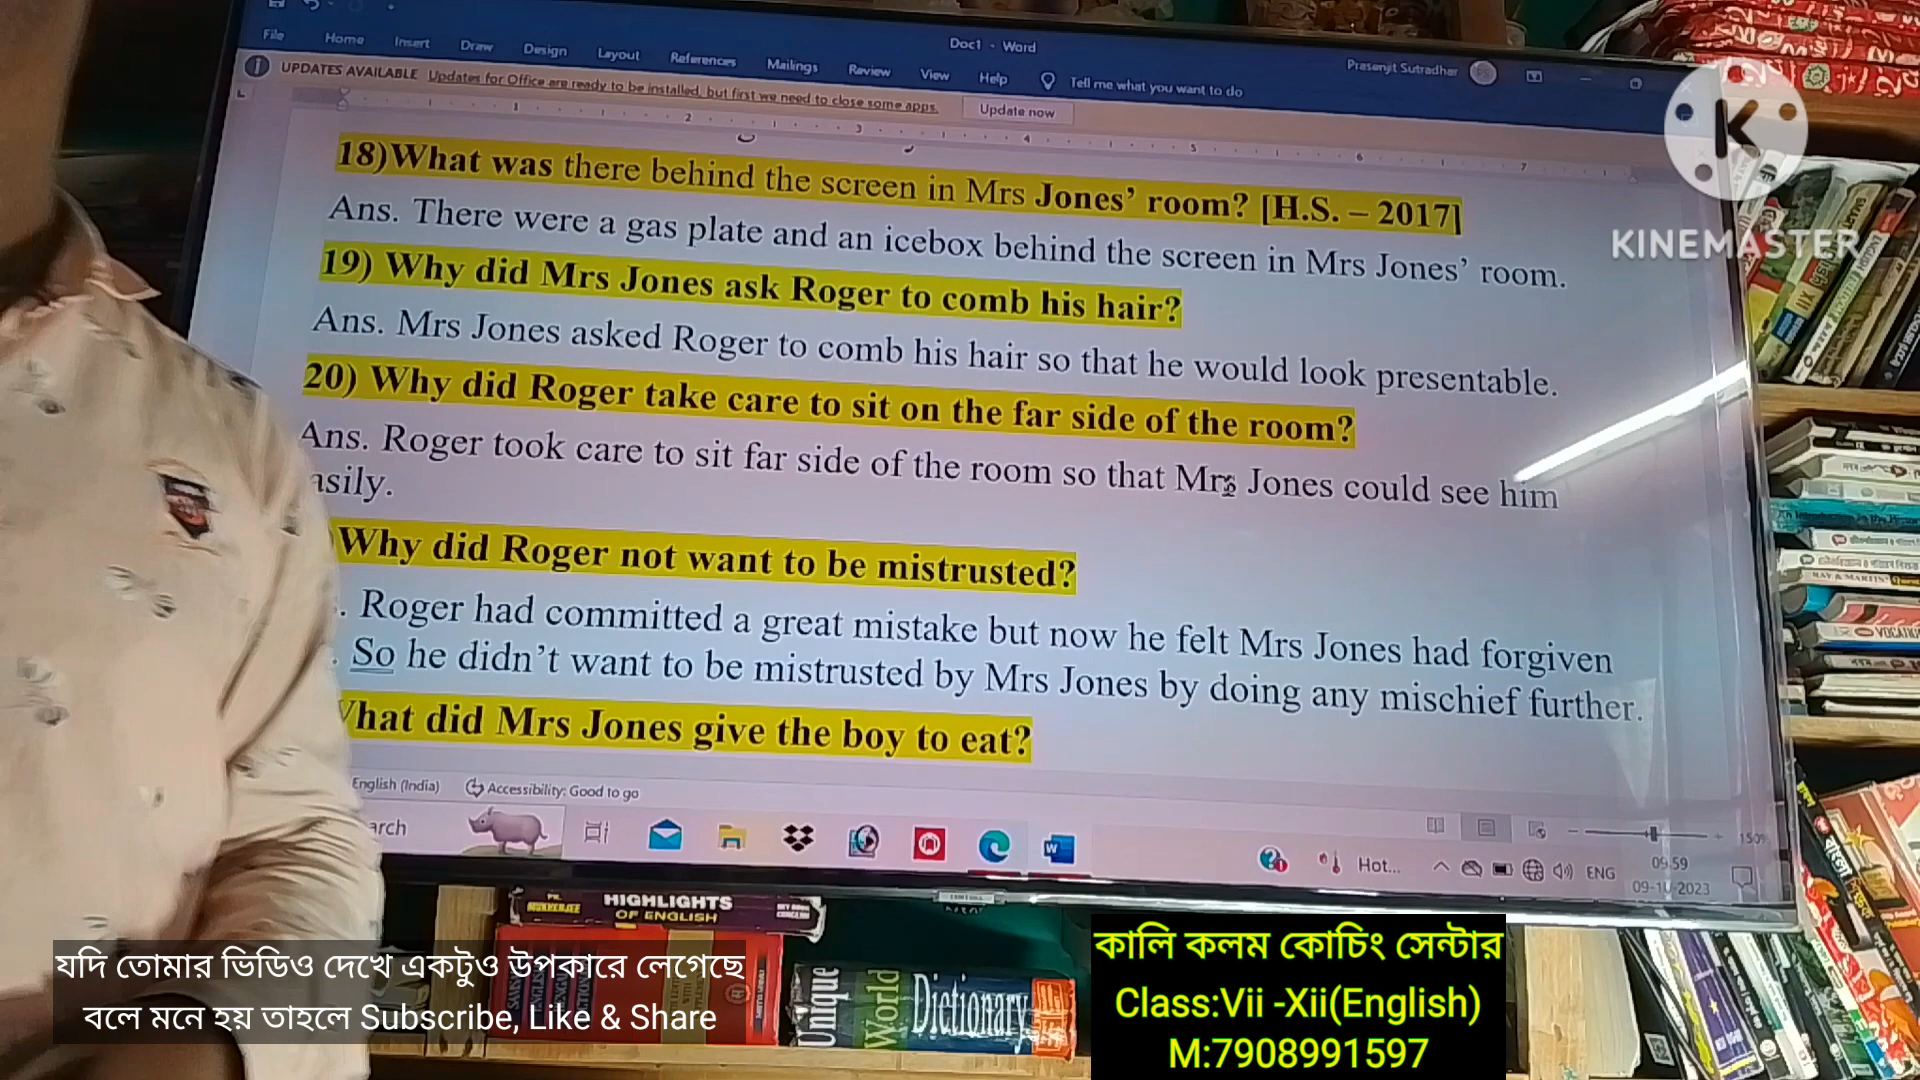 Doc1 - Word
Prasenjit Sutradhar
File Home Insert Draw Design Layout References Mailings Review View Help Tell me what you want to do
UPDATES AVAILABLE Updates for Office are ready to be installed, but first we need to close some apps. Update now
KINEMASTER
18)What was there behind the screen in Mrs Jones’ room? [H.S. – 2017]
Ans. There were a gas plate and an icebox behind the screen in Mrs Jones’ room.
19) Why did Mrs Jones ask Roger to comb his hair?
Ans. Mrs Jones asked Roger to comb his hair so that he would look presentable.
20) Why did Roger take care to sit on the far side of the room?
Ans. Roger took care to sit far side of the room so that Mrs Jones could see him
asily.
Why did Roger not want to be mistrusted?
. Roger had committed a great mistake but now he felt Mrs Jones had forgiven
. So he didn’t want to be mistrusted by Mrs Jones by doing any mischief further.
What did Mrs Jones give the boy to eat?
English (India) Accessibility: Good to go
150%
arch
Hot... ENG 09:59
09-10-2023
HIGHLIGHTS
OF ENGLISH
Unique
World
Dictionary
যদি তোমার ভিডিও দেখে একটুও উপকারে লেগেছে
বলে মনে হয় তাহলে Subscribe, Like & Share
কালি কলম কোচিং সেন্টার
Class:Vii -Xii(English)
M:7908991597